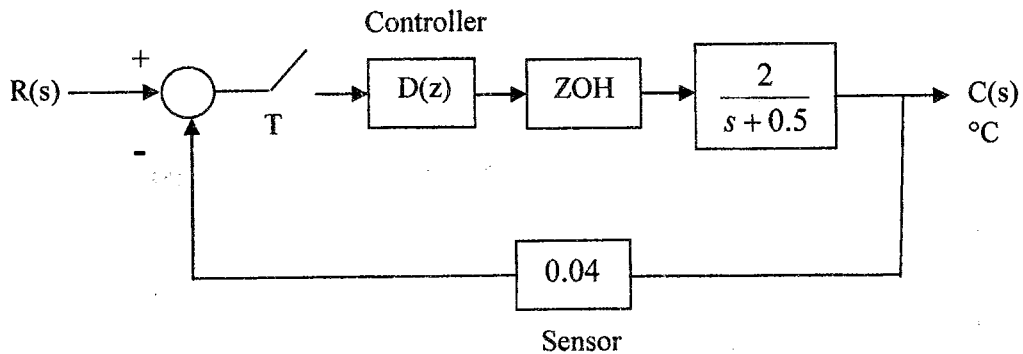 Controller
+
R(s)
T
D(z)
ZOH
2
s + 0.5
C(s)
°C
-
0.04
Sensor